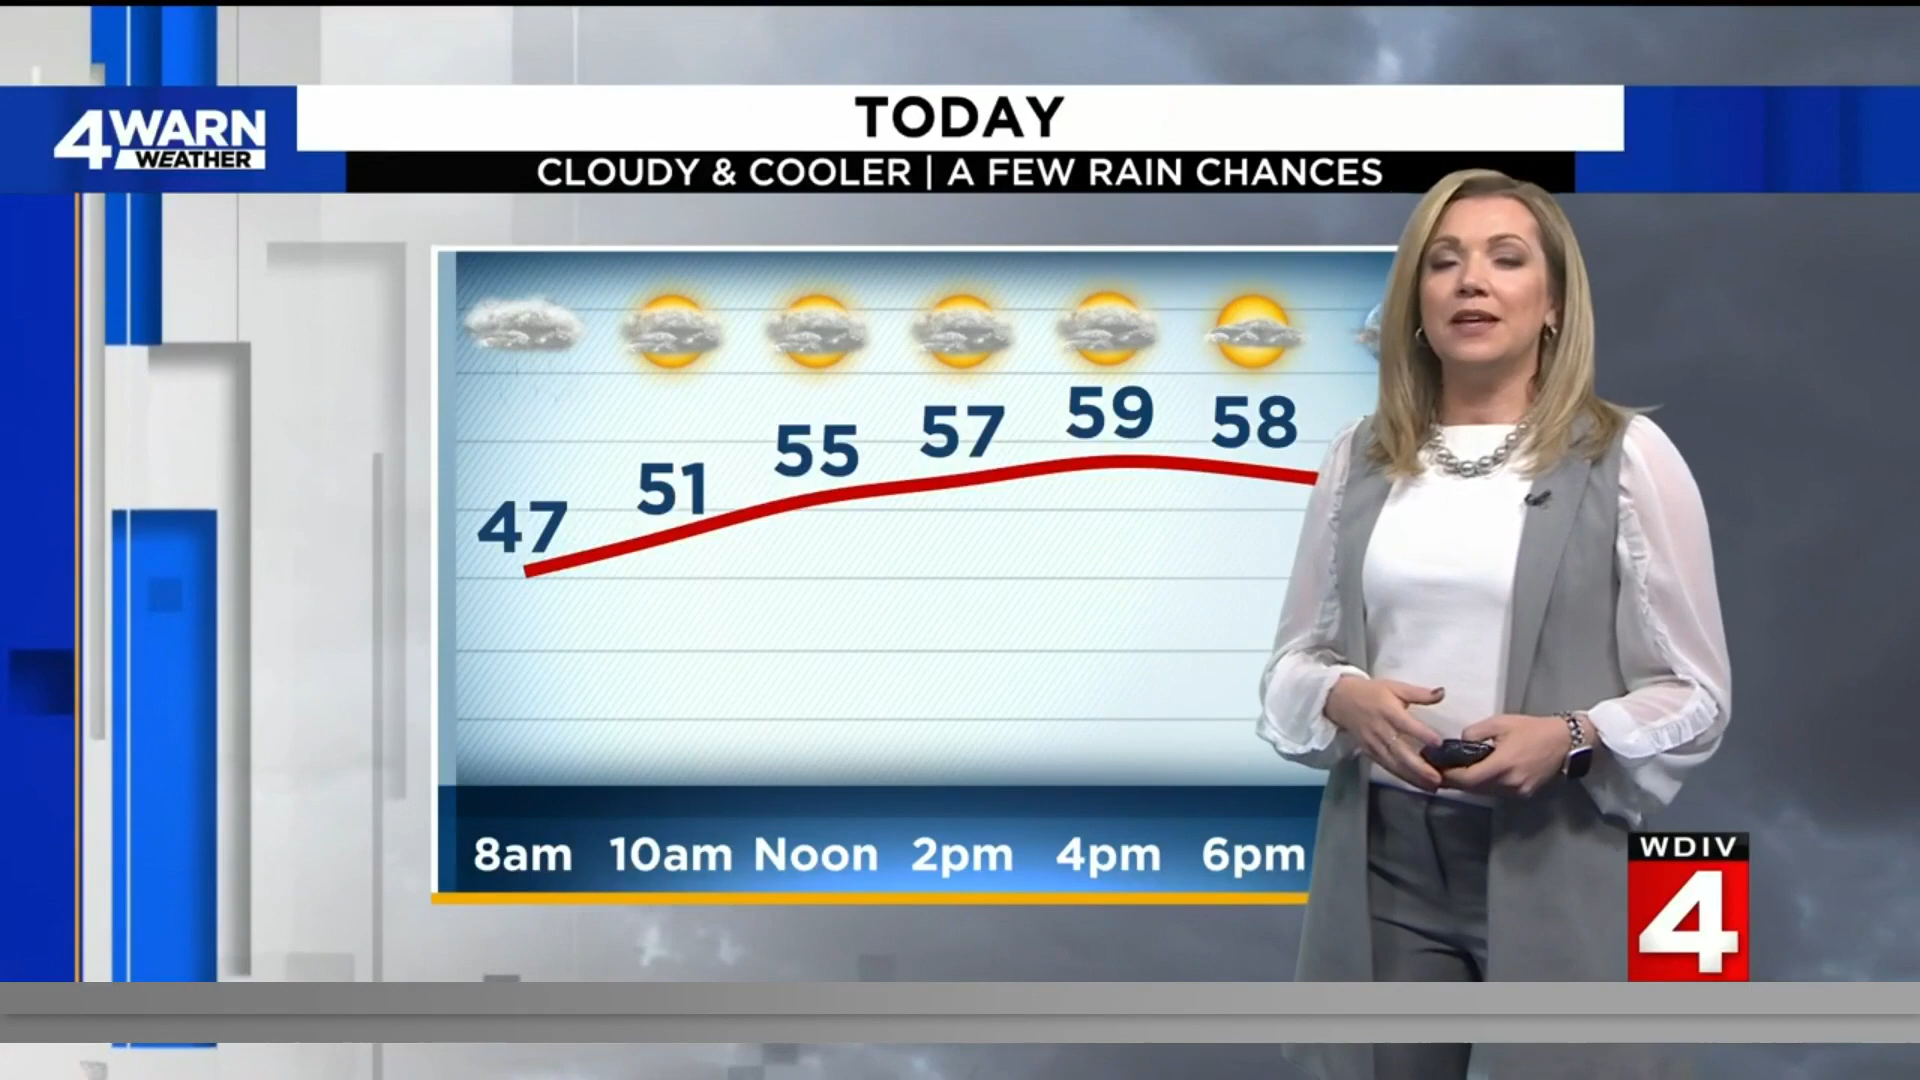 TODAY
4WARN
WEATHER
CLOUDY & COOLER | A FEW RAIN CHANCES
47 51 55 57 59 58
8am 10am Noon 2pm 4pm 6pm
WDIV
4